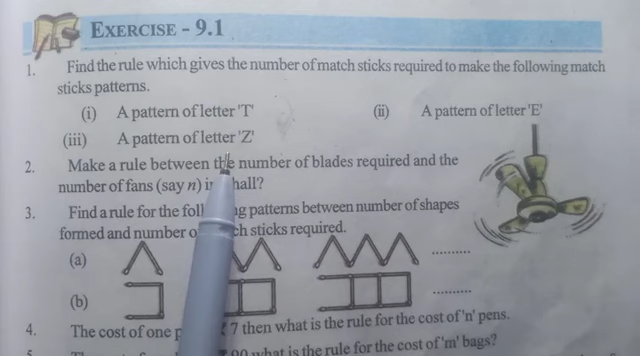 EXERCISE - 9.1
1. Find the rule which gives the number of match sticks required to make the following match
sticks patterns.
(i) A pattern of letter 'T' (ii) A pattern of letter 'E'
(iii) A pattern of letter 'Z'
2. Make a rule between the number of blades required and the
number of fans (say n) in hall?
3. Find a rule for the foll ng patterns between number of shapes
formed and number o ch sticks required.
(a) ..........
(b) ..........
4. The cost of one p ₹ 7 then what is the rule for the cost of 'n' pens.
90 what is the rule for the cost of 'm' bags?